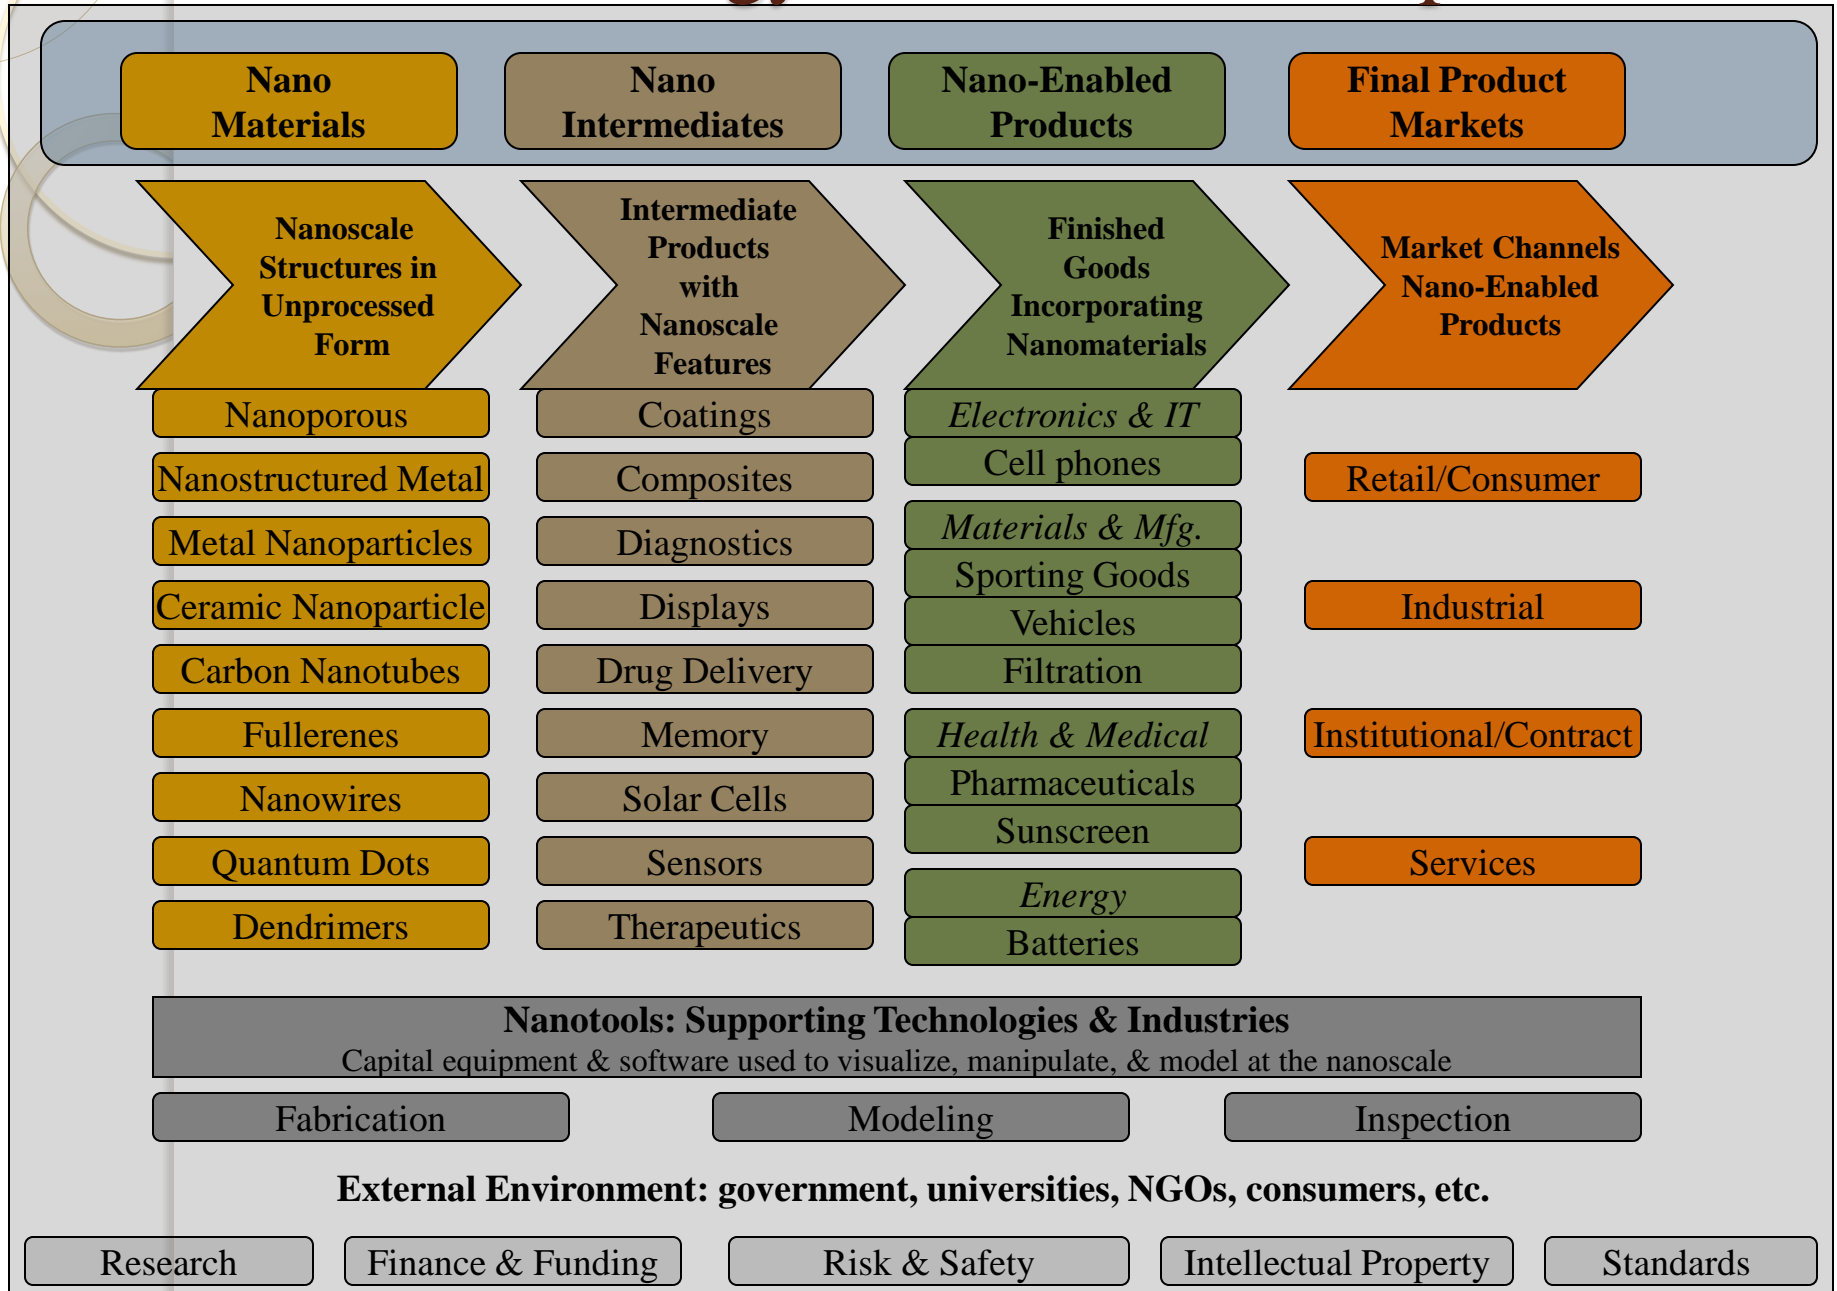 Nano
Materials
Nano
Intermediates
Nano-Enabled
Products
Final Product
Markets
Nanoscale
Structures in
Unprocessed
Form
Intermediate
Products
with
Nanoscale
Features
Finished
Goods
Incorporating
Nanomaterials
Market Channels
Nano-Enabled
Products
Nanoporous
Nanostructured Metal
Metal Nanoparticles
Ceramic Nanoparticle
Carbon Nanotubes
Fullerenes
Nanowires
Quantum Dots
Dendrimers
Coatings
Composites
Diagnostics
Displays
Drug Delivery
Memory
Solar Cells
Sensors
Therapeutics
Electronics & IT
Cell phones
Materials & Mfg.
Sporting Goods
Vehicles
Filtration
Health & Medical
Pharmaceuticals
Sunscreen
Energy
Batteries
Retail/Consumer
Industrial
Institutional/Contract
Services
Nanotools: Supporting Technologies & Industries
Capital equipment & software used to visualize, manipulate, & model at the nanoscale
Fabrication
Modeling
Inspection
External Environment: government, universities, NGOs, consumers, etc.
Research
Finance & Funding
Risk & Safety
Intellectual Property
Standards